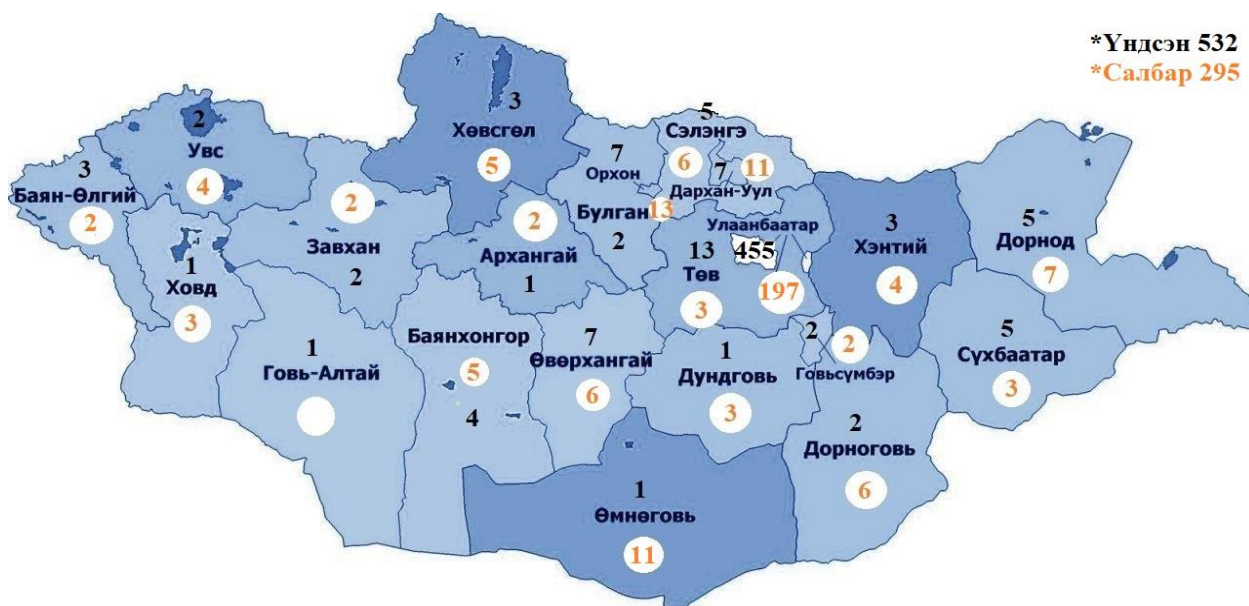 *Үндсэн 532
*Салбар 295
3
Хөвсгөл
5
2
Увс
4
3
Баян-Өлгий
2
1
Ховд
3
2
Завхан
2
2
Архангай
1
7
Орхон
Булган
13
2
5
Сэлэнгэ
6
7
11
Дархан-Уул
Улаанбаатар
455
197
13
Төв
3
3
Хэнтий
4
5
Дорнод
7
5
Сүхбаатар
3
1
Говь-Алтай
Баянхонгор
5
4
7
Өвөрхангай
6
1
Дундговь
3
2
2
Говьсүмбэр
2
Дорноговь
6
1
Өмнөговь
11